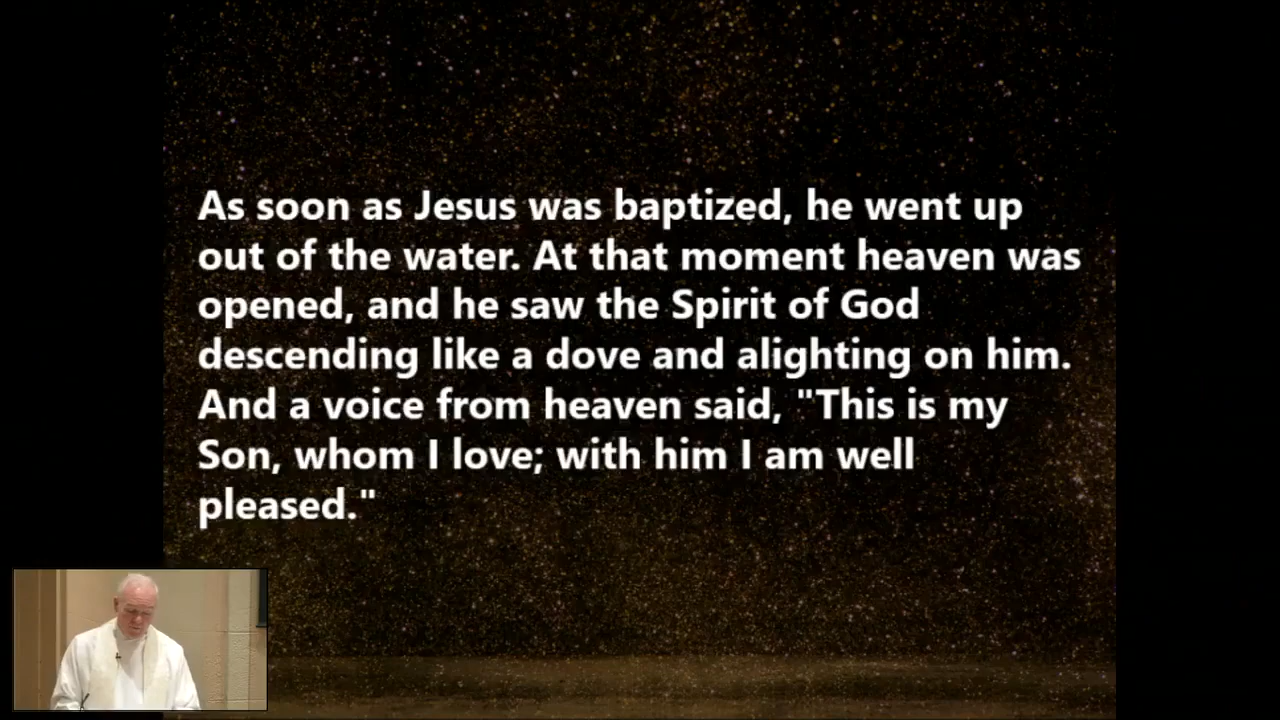 As soon as Jesus was baptized, he went up
out of the water. At that moment heaven was
opened, and he saw the Spirit of God
descending like a dove and alighting on him.
And a voice from heaven said, "This is my
Son, whom I love; with him I am well
pleased."